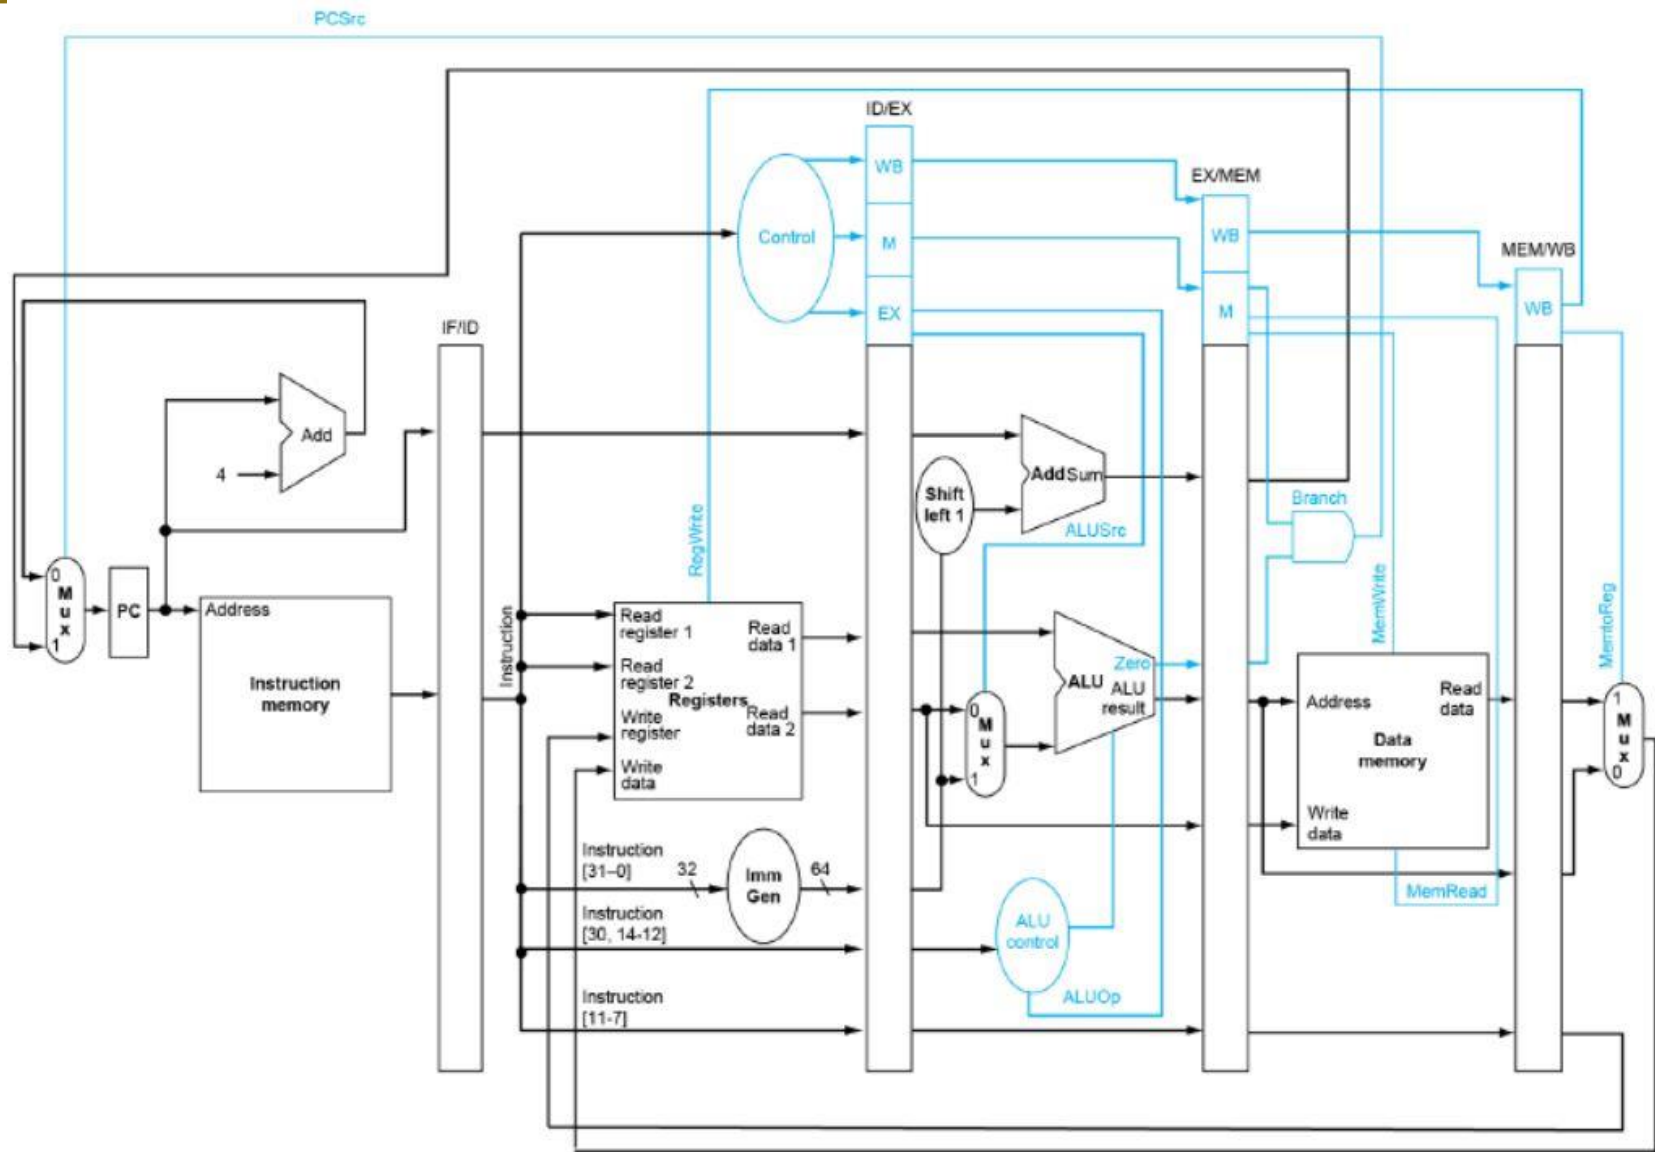 PCSrc
ID/EX
WB
EX/MEM
Control
M
WB
MEM/WB
EX
M
WB
IF/ID
Add
4
Add Sum
Shift
left 1
Branch
ALUSrc
RegWrite
MemWrite
MemtoReg
0
M
u
x
1
PC
Address
Instruction
memory
Instruction
Read
register 1
Read
data 1
Read
register 2
Registers
Write
register
Read
data 2
Write
data
Zero
ALU
ALU
result
0
M
u
x
1
Address
Read
data
Data
memory
Write
data
1
M
u
x
0
Instruction
[31–0]
32
Imm
Gen
64
MemRead
Instruction
[30, 14-12]
ALU
control
ALUOp
Instruction
[11-7]